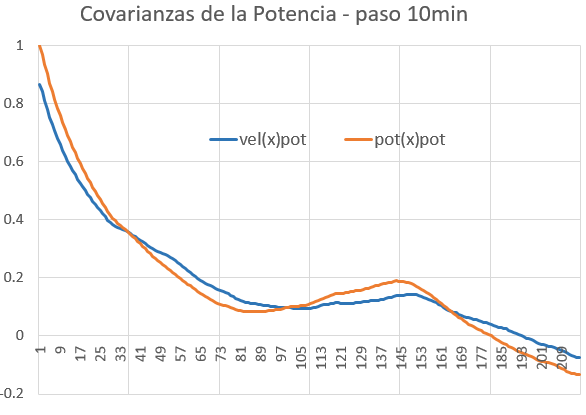 Covarianzas de la Potencia - paso 10min
1
0.8
0.6
0.4
0.2
0
-0.2
vel(x)pot pot(x)pot
1 9 17 25 33 41 49 57 65 73 81 89 97 105 113 121 129 137 145 153 161 169 177 185 193 201 209